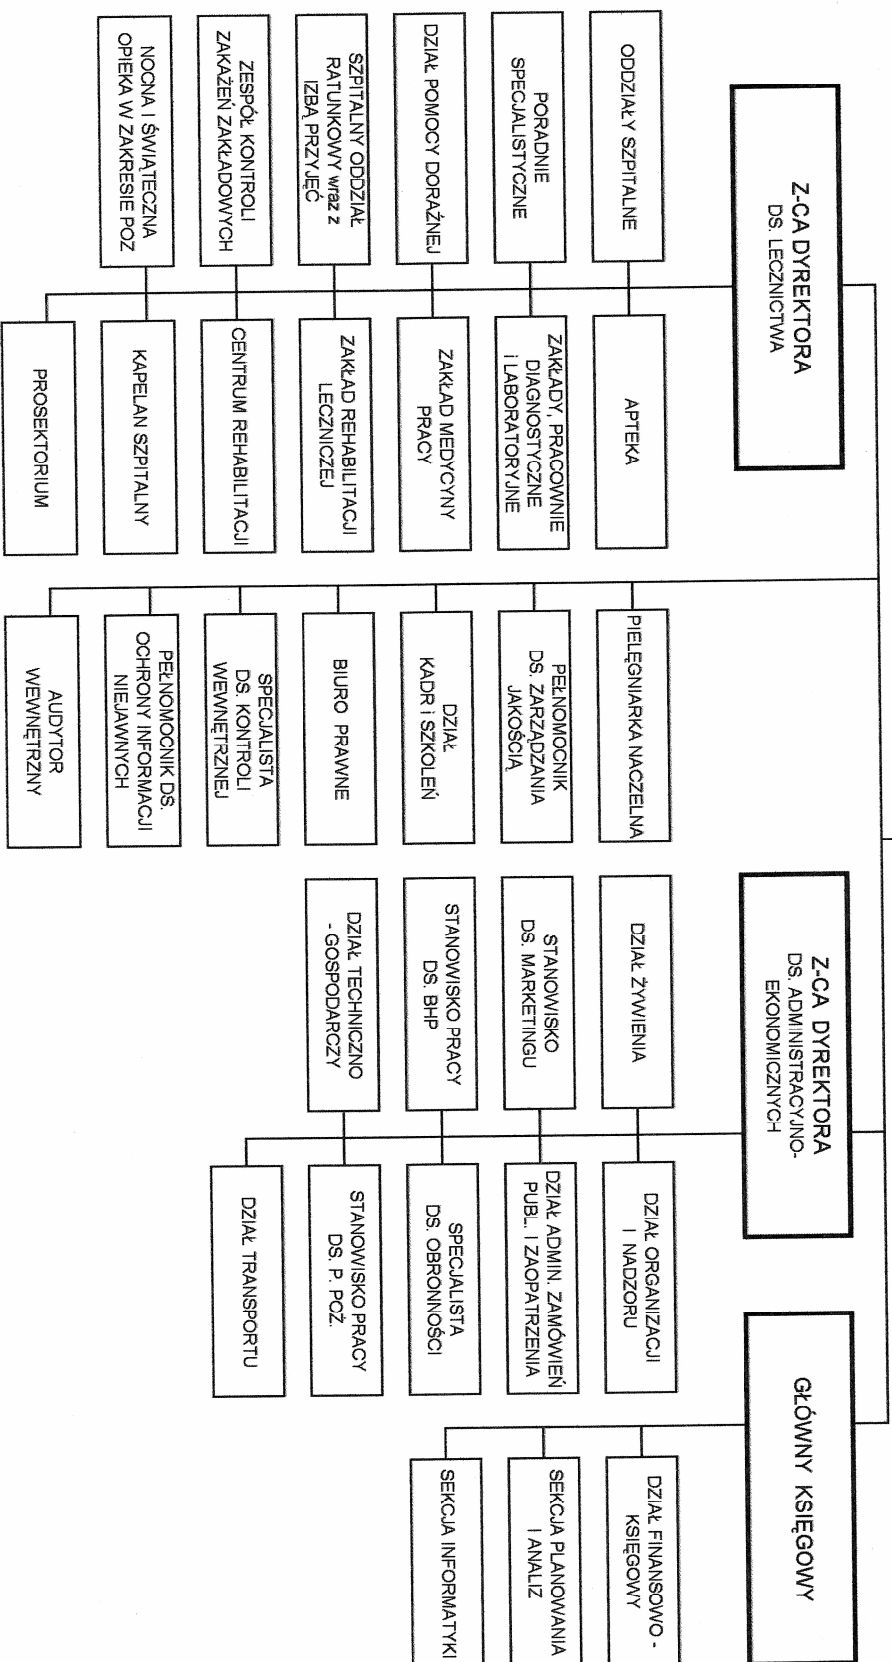 Z-CA DYREKTORA
DS. LECZNICTWA
ODDZIAŁY SZPITALNE
APTEKA
PORADNIE
SPECJALISTYCZNE
ZAKŁADY, PRACOWNIE
DIAGNOSTYCZNE
i LABORATORYJNE
DZIAŁ POMOCY DORAŹNEJ
ZAKŁAD MEDYCYNY
PRACY
SZPITALNY ODDZIAŁ
RATUNKOWY wraz z
IZBĄ PRZYJĘĆ
ZAKŁAD REHABILITACJI
LECZNICZEJ
ZESPÓŁ KONTROLI
ZAKAŻEŃ ZAKŁADOWYCH
CENTRUM REHABILITACJI
NOCNA I ŚWIĄTECZNA
OPIEKA W ZAKRESIE POZ
KAPELAN SZPITALNY
PROSEKTORIUM
PIELĘGNIARKA NACZELNA
PEŁNOMOCNIK
DS. ZARZĄDZANIA
JAKOŚCIĄ
DZIAŁ
KADR i SZKOLEŃ
BIURO PRAWNE
SPECJALISTA
DS. KONTROLI
WEWNĘTRZNEJ
PEŁNOMOCNIK DS.
OCHRONY INFORMACJI
NIEJAWNYCH
AUDYTOR
WEWNĘTRZNY
Z-CA DYREKTORA
DS. ADMINISTRACYJNO-
EKONOMICZNYCH
DZIAŁ ŻYWIENIA
DZIAŁ ORGANIZACJI
I NADZORU
STANOWISKO
DS. MARKETINGU
DZIAŁ ADMIN. ZAMÓWIEŃ
PUBL. I ZAOPATRZENIA
STANOWISKO PRACY
DS. BHP
SPECJALISTA
DS. OBRONNOŚCI
DZIAŁ TECHNICZNO
- GOSPODARCZY
STANOWISKO PRACY
DS. P. POŻ.
DZIAŁ TRANSPORTU
GŁÓWNY KSIĘGOWY
DZIAŁ FINANSOWO -
KSIĘGOWY
SEKCJA PLANOWANIA
I ANALIZ
SEKCJA INFORMATYKI